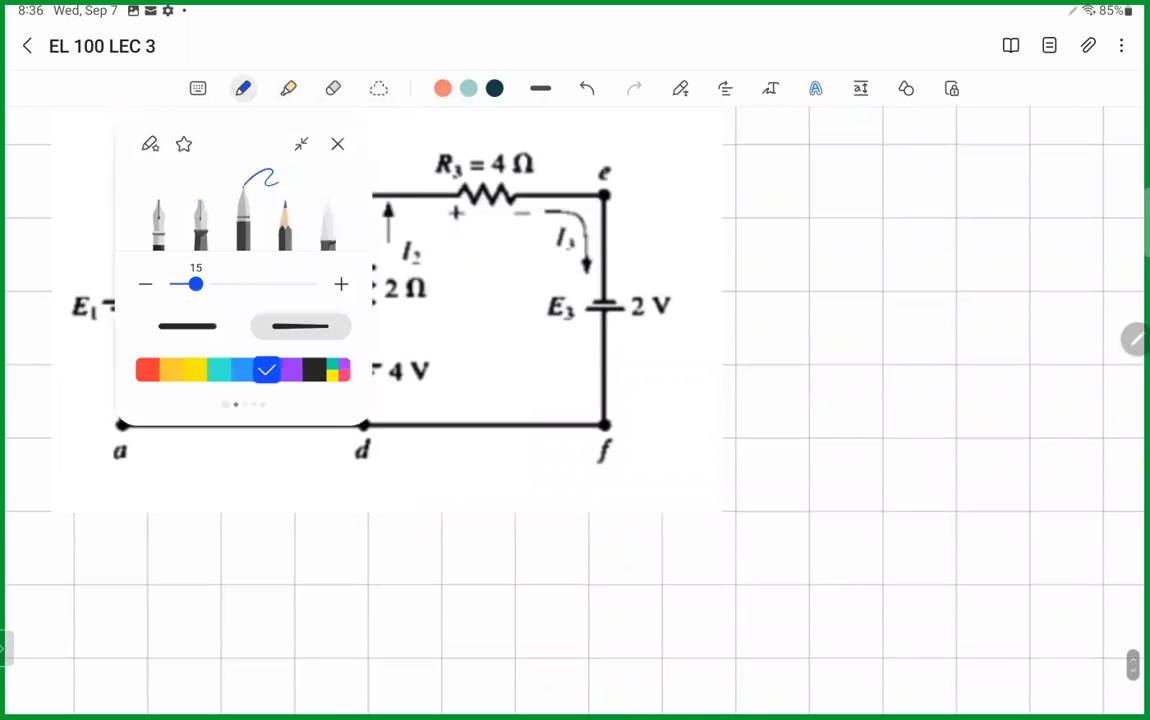 8:36 Wed, Sep 7 85%
EL 100 LEC 3
R3 = 4 Ω e
+ −
I2 I3
15
2 Ω
E1 E3 2 V
4 V
a d f